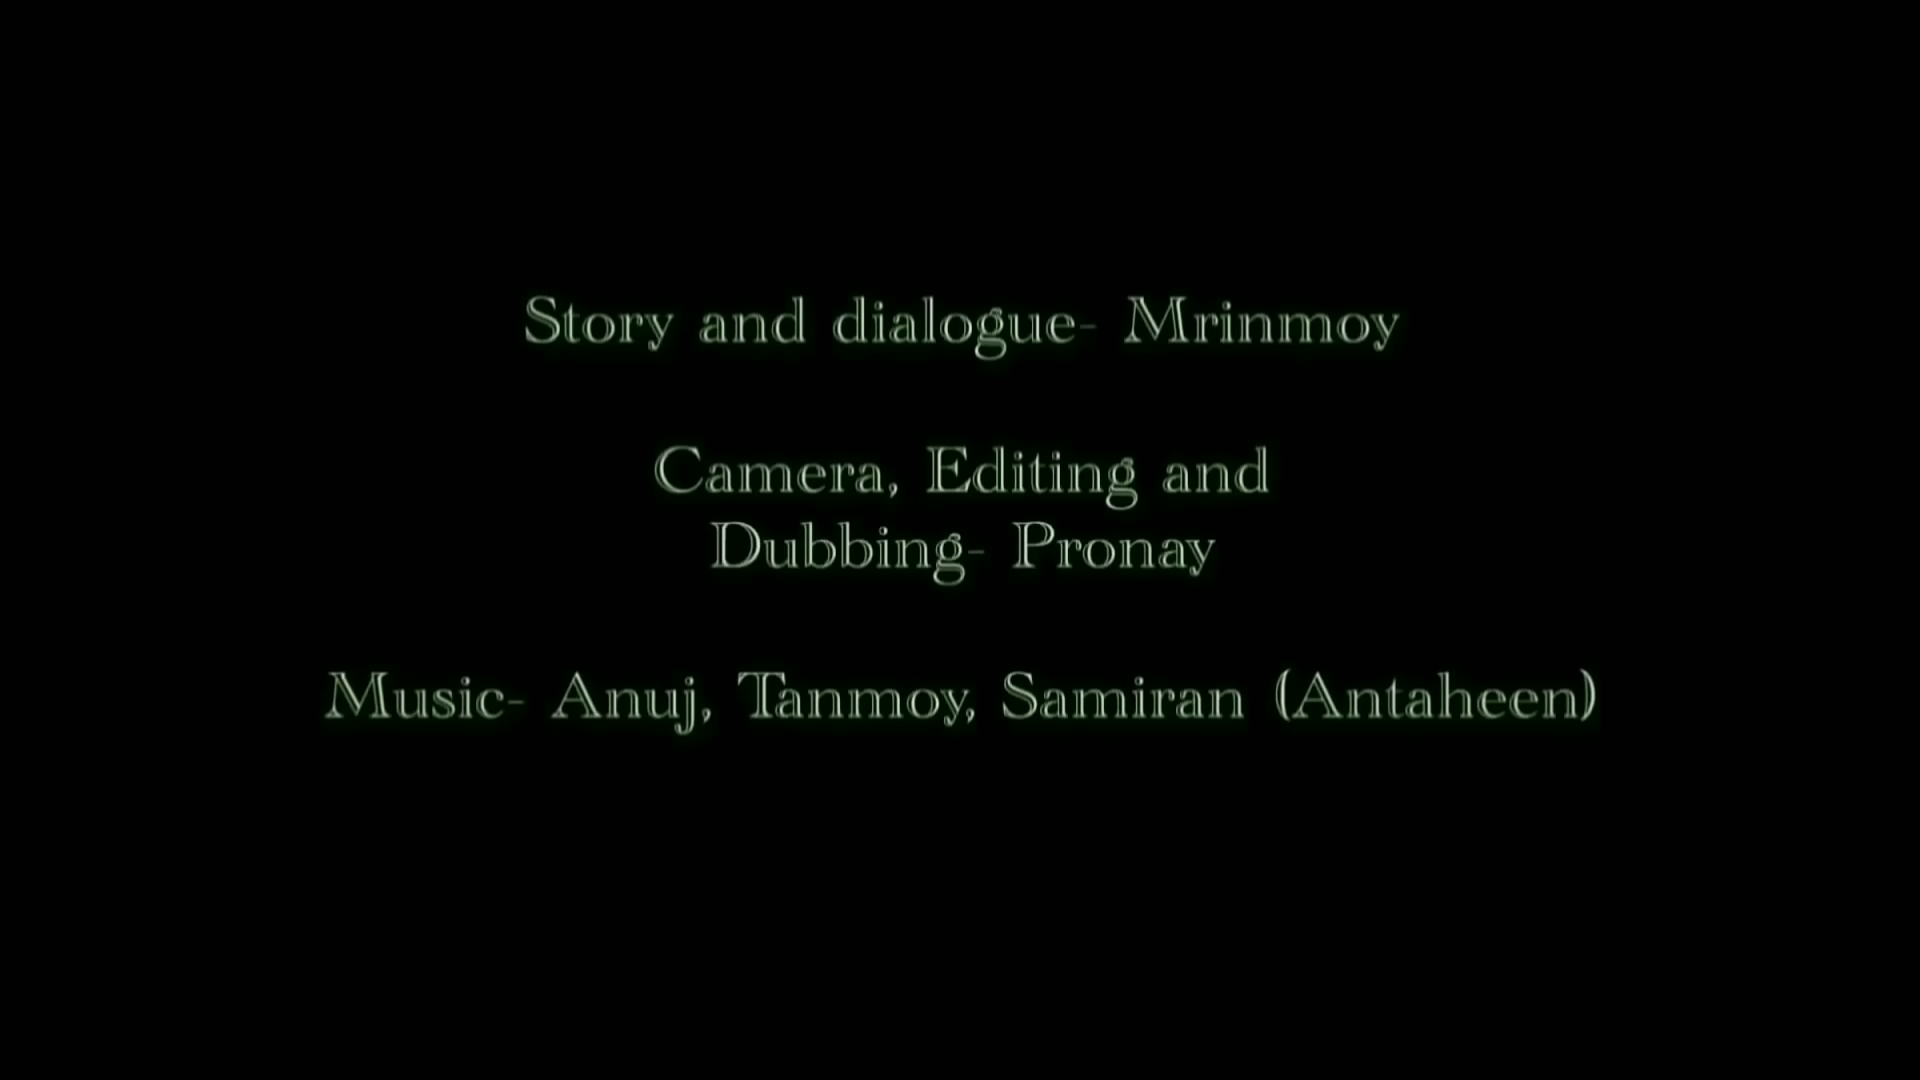 Story and dialogue- Mrinmoy
Camera, Editing and
Dubbing- Pronay
Music- Anuj, Tanmoy, Samiran (Antaheen)